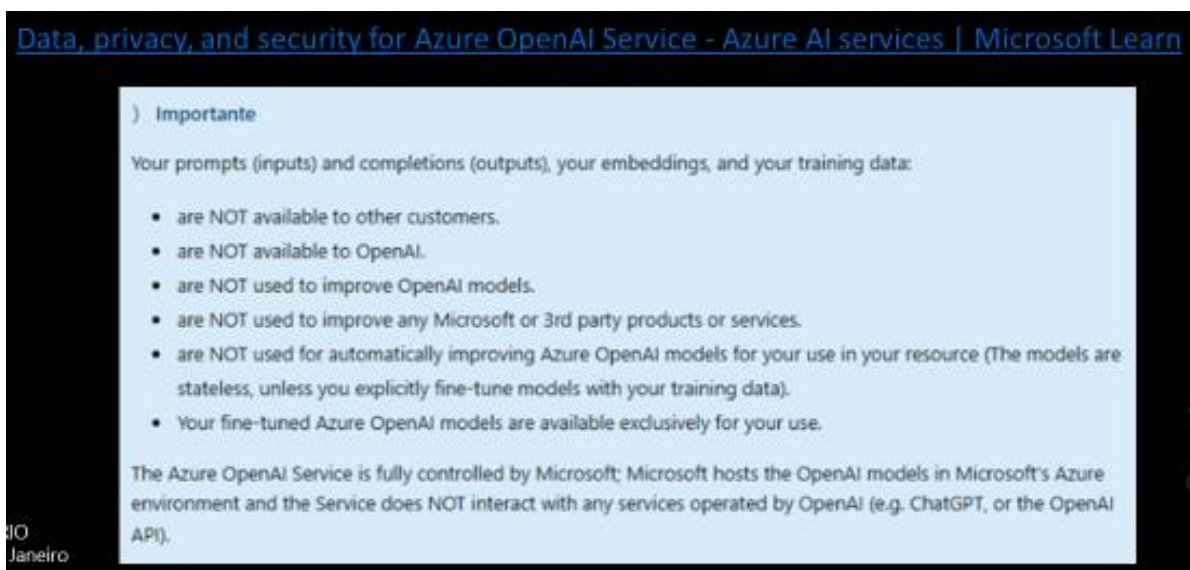 Data, privacy, and security for Azure OpenAI Service - Azure AI services | Microsoft Learn
Importante
Your prompts (inputs) and completions (outputs), your embeddings, and your training data:
• are NOT available to other customers.
• are NOT available to OpenAI.
• are NOT used to improve OpenAI models.
• are NOT used to improve any Microsoft or 3rd party products or services.
• are NOT used for automatically improving Azure OpenAI models for your use in your resource (The models are
stateless, unless you explicitly fine-tune models with your training data).
• Your fine-tuned Azure OpenAI models are available exclusively for your use.
The Azure OpenAI Service is fully controlled by Microsoft; Microsoft hosts the OpenAI models in Microsoft's Azure
environment and the Service does NOT interact with any services operated by OpenAI (e.g. ChatGPT, or the OpenAI
API).
Janeiro